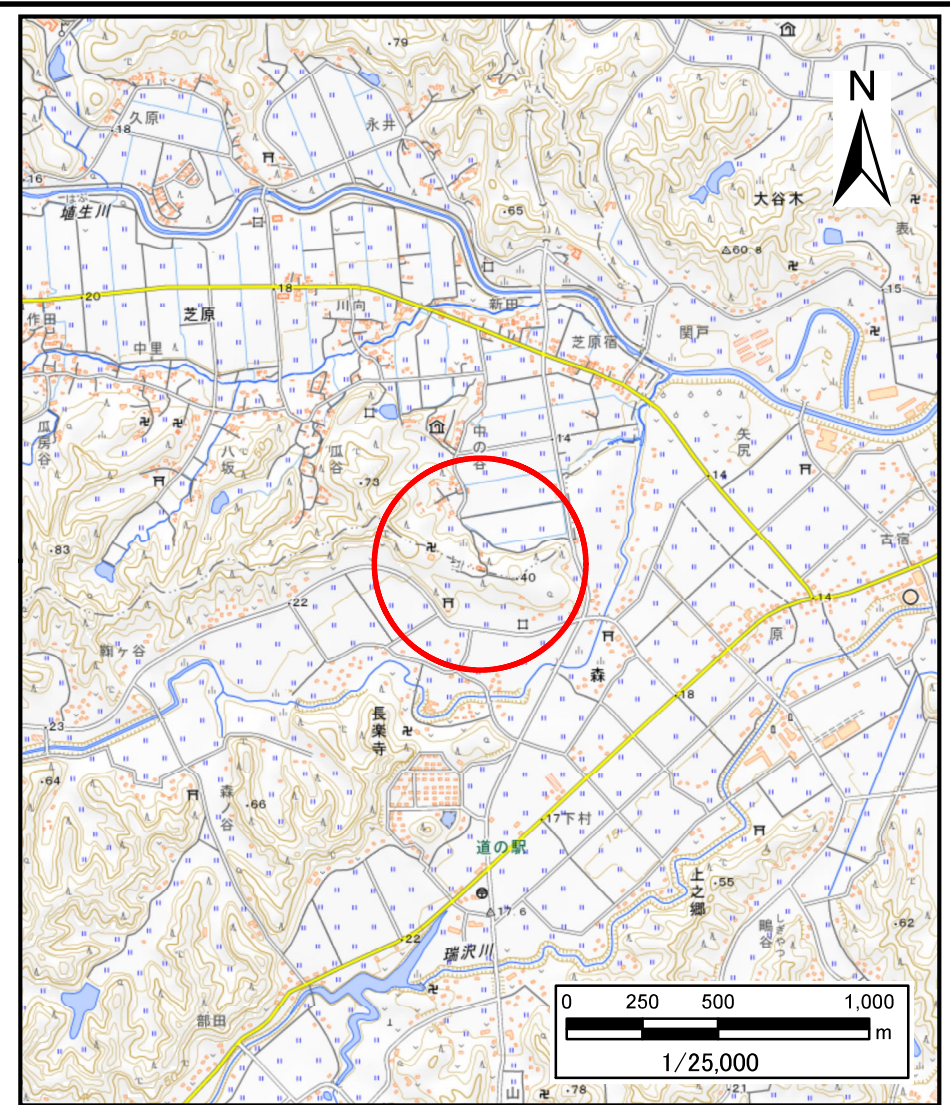 50
79
久原
18
永井
50
N
16
はぶ
埴生川
65
大谷木
表
60.8
15
20
18
川向
新田
作田
芝原
芝原宿
関戸
中里
瓜房谷
八坂
瓜谷
中の谷
14
矢尻
73
14
83
古宿
40
22
14
鞠ヶ谷
森
原
23
長楽寺
18
64
森ノ谷
66
17
下村
道の駅
上之郷
55
17.6
鴫谷
しぎやつ
62
22
瑞沢川
部田
山
78
21
0 250 500 1,000
m
1/25,000